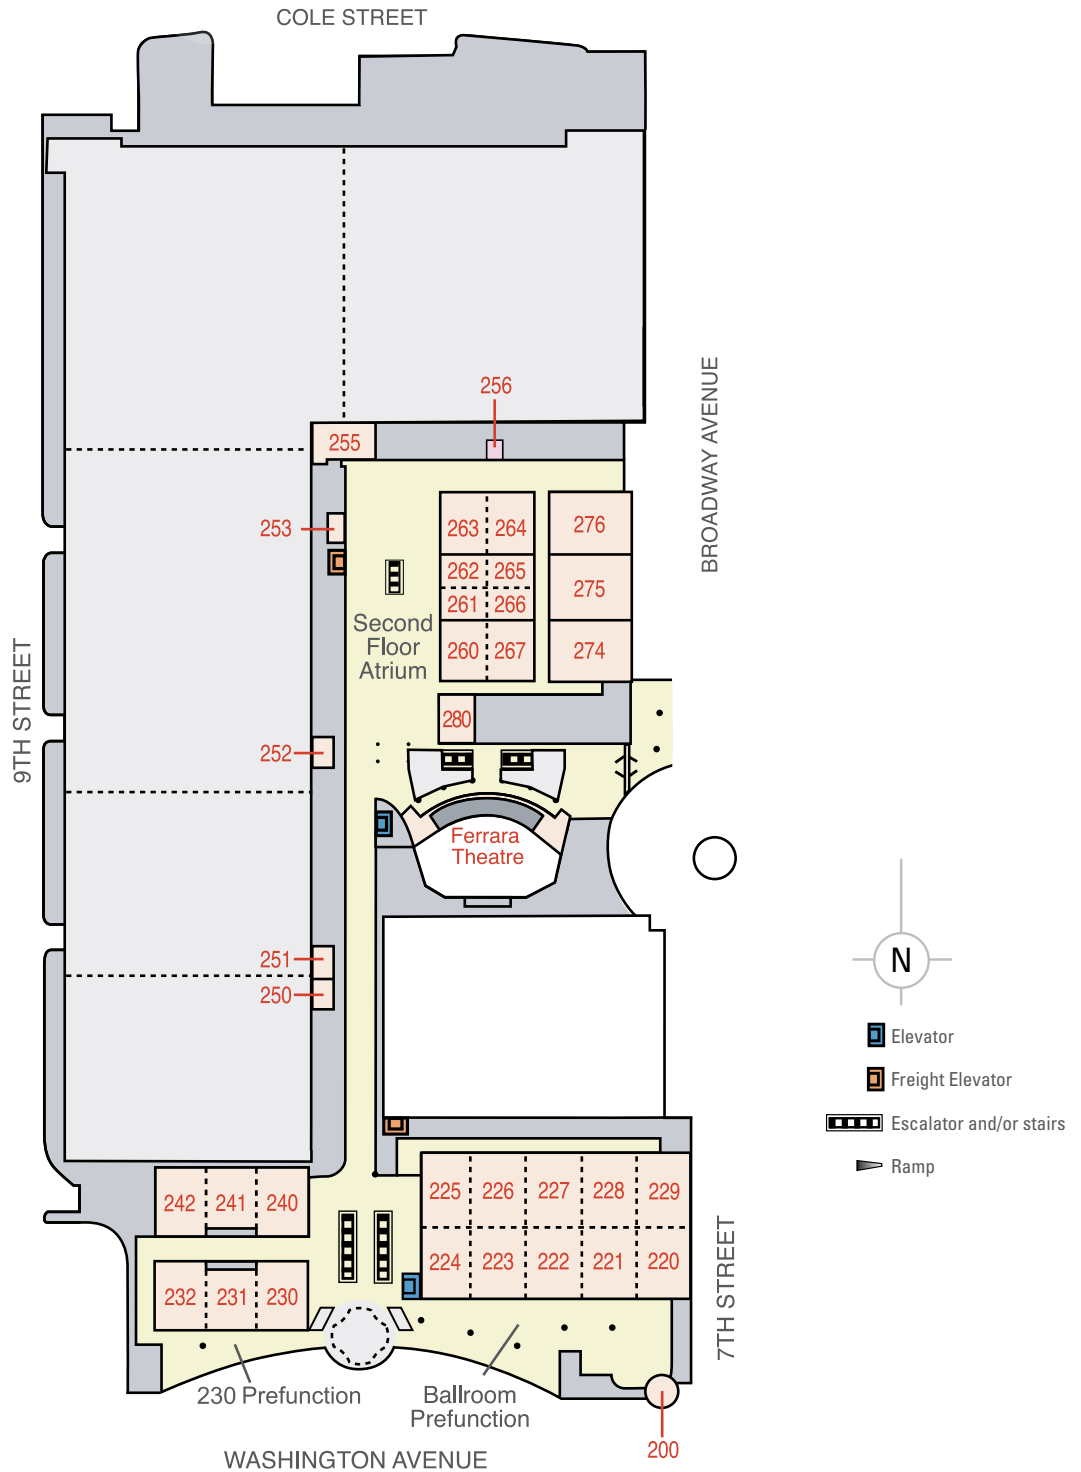 COLE STREET
256
BROADWAY AVENUE
255
253
263 264
276
262 265
275
261 266
260 267
274
Second
Floor
Atrium
9TH STREET
280
252
Ferrara
Theatre
N
251
250
Elevator
Freight Elevator
Escalator and/or stairs
Ramp
242 241 240
225 226 227 228 229
224 223 222 221 220
232 231 230
7TH STREET
230 Prefunction
Ballroom
Prefunction
200
WASHINGTON AVENUE